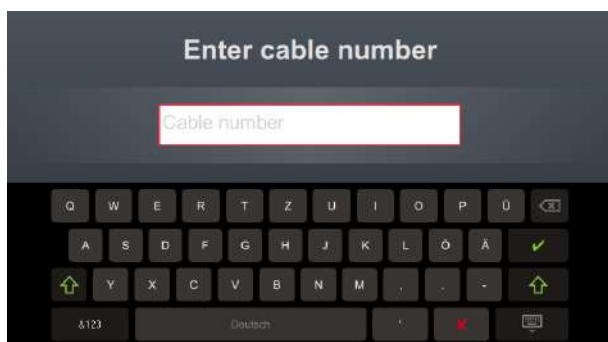 Enter cable number
Cable number
Q W E R T Z U I O P Ü
A S D F G H J K L Ö Ä
Y X C V B N M . . -
&123 Deutsch '